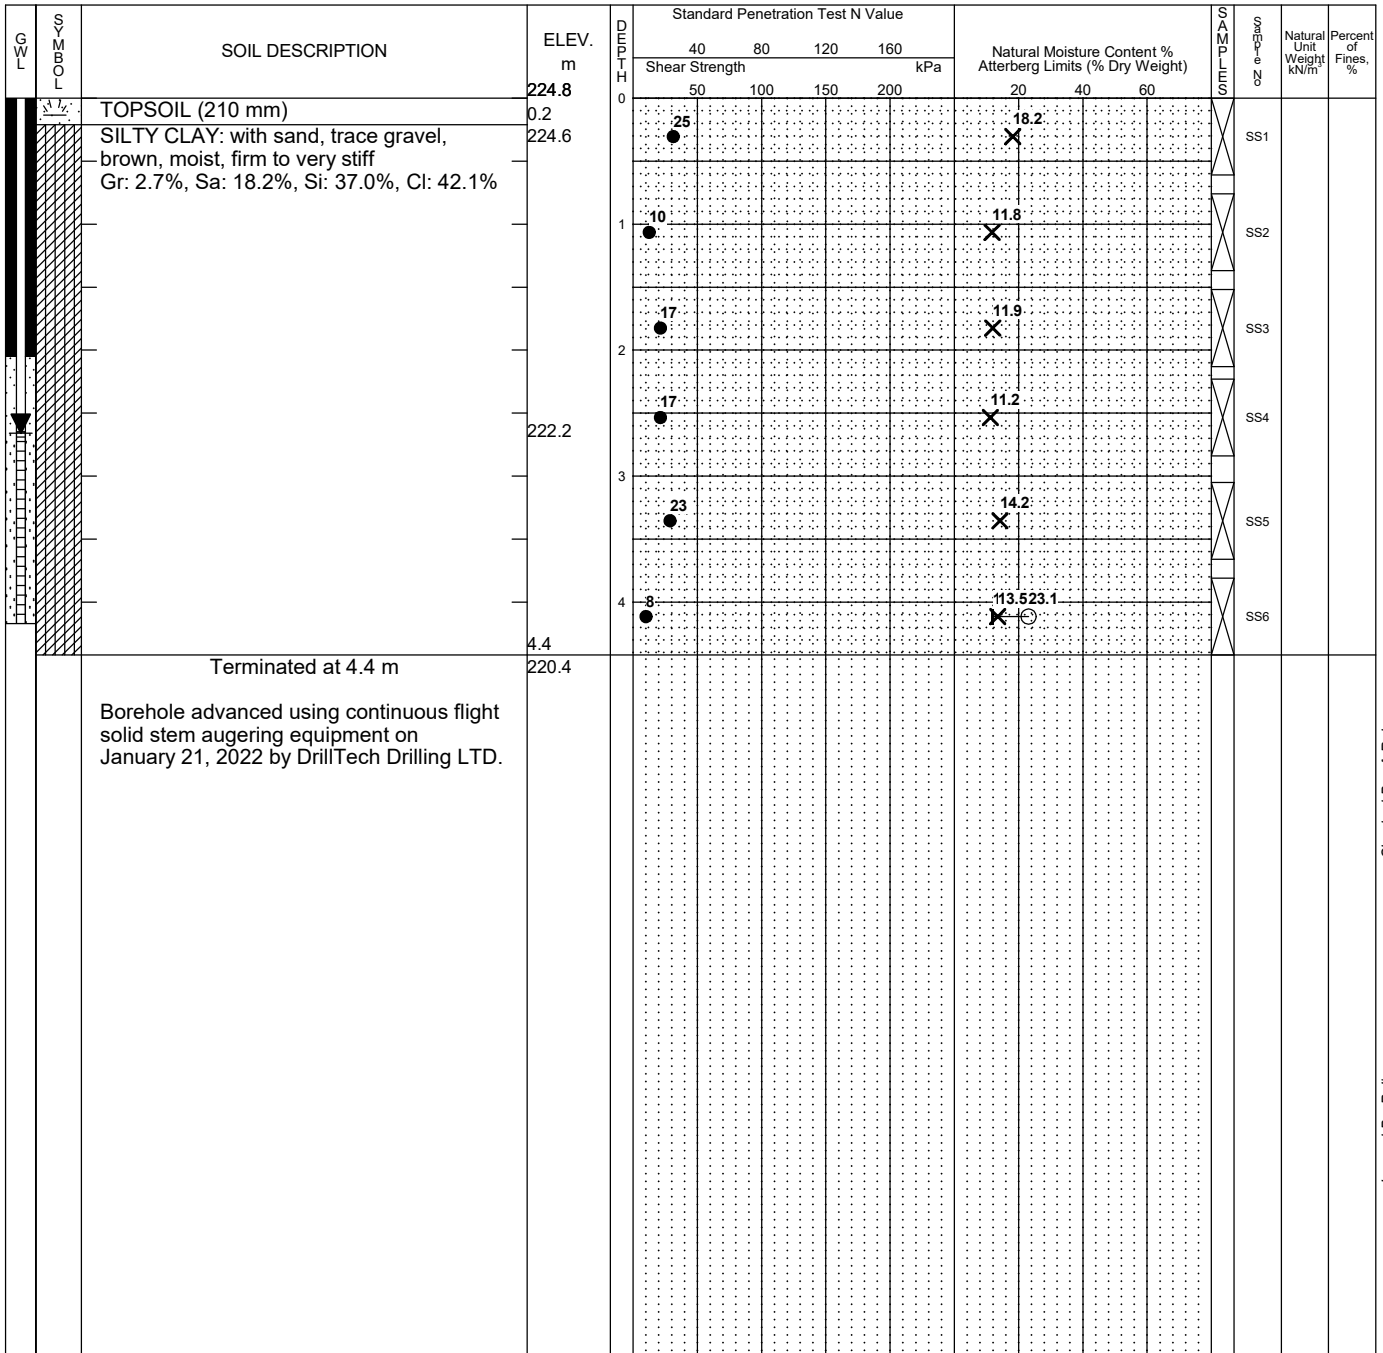 GWL
SYMBOL
SOIL DESCRIPTION
ELEV.
m
DEPTH
Standard Penetration Test N Value
40 80 120 160
Shear Strength kPa
50 100 150 200
Natural Moisture Content %
Atterberg Limits (% Dry Weight)
20 40 60
SAMPLES
Sample No
Natural
Unit
Weight
kN/m³
Percent
of
Fines,
%
224.8
0
TOPSOIL (210 mm)
0.2
SILTY CLAY: with sand, trace gravel,
224.6
brown, moist, firm to very stiff
Gr: 2.7%, Sa: 18.2%, Si: 37.0%, Cl: 42.1%
25 18.2 SS1
1 10 11.8 SS2
17 11.9 SS3
2
17 11.2 SS4
222.2
3
23 14.2 SS5
4 8 13.5 23.1 SS6
4.4
Terminated at 4.4 m
220.4
Borehole advanced using continuous flight
solid stem augering equipment on
January 21, 2022 by DrillTech Drilling LTD.